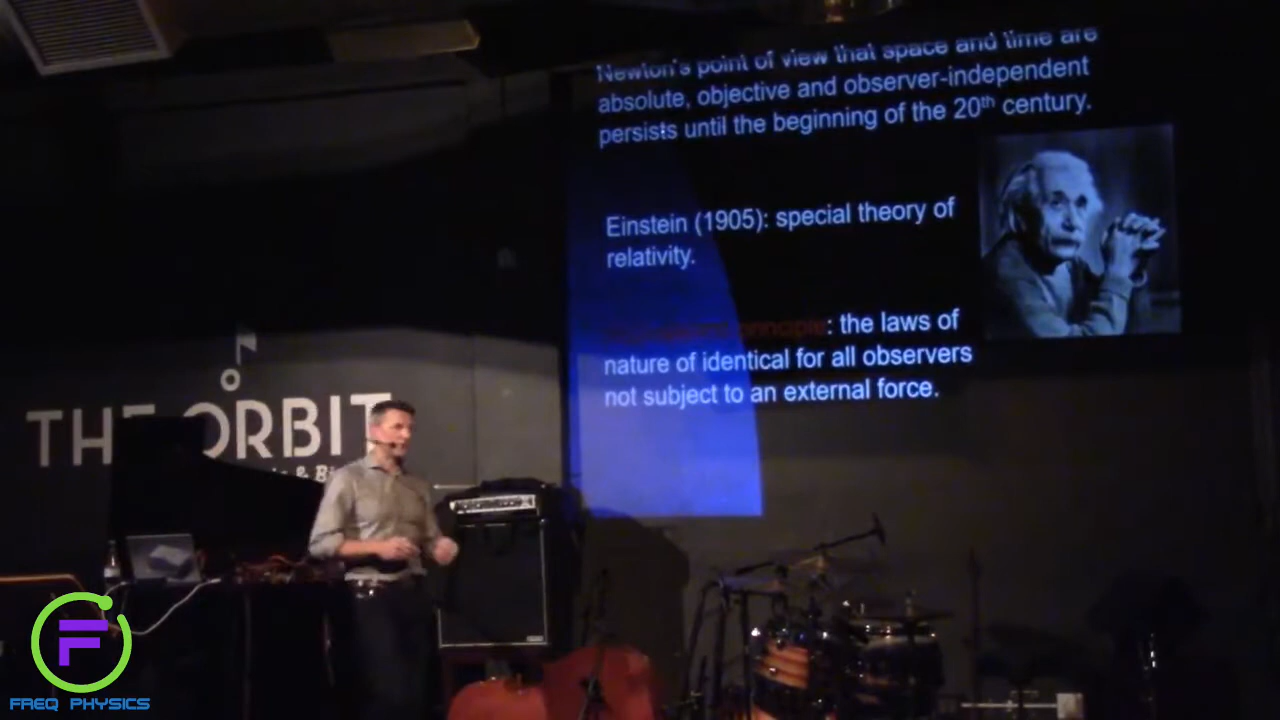 Newton's point of view that space and time are
absolute, objective and observer-independent
persists until the beginning of the 20th century.
Einstein (1905): special theory of
relativity.
principle: the laws of
nature of identical for all observers
not subject to an external force.
THE ORBIT
& Bi
F
FREQ PHYSICS